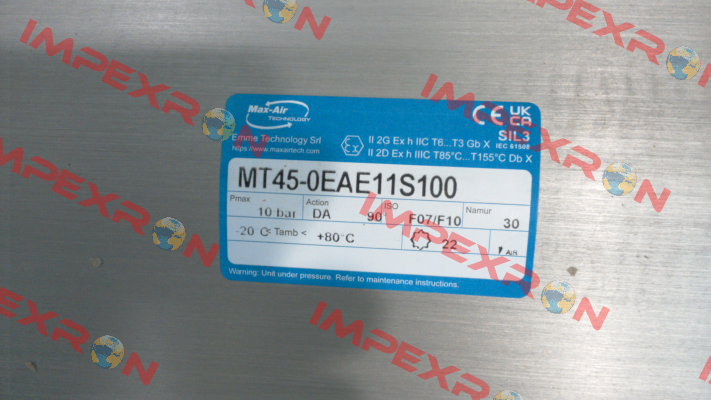 IMPEXRON
IMPEXRON
IMPEXRON
Max-Air
TECHNOLOGY
Emme Technology Srl
https://www.maxairtech.com
Ex
II 2G Ex h IIC T6...T3 Gb X
II 2D Ex h IIIC T85°C...T155°C Db X
CE UK CA
SIL3
IEC 61508
MT45-0EAE11S100
Pmax
10 bar
Action
DA
90°
ISO
F07/F10
Namur
30
-20 C< Tamb < +80°C
22
AIR
Warning: Unit under pressure. Refer to maintenance instructions.
IMPEXRON
IMPEXRON
IMPEXRON